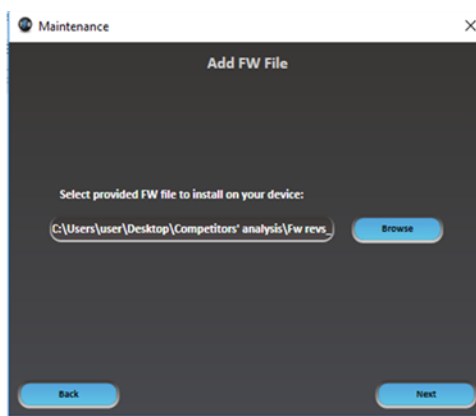 Maintenance
Add FW File
Select provided FW file to install on your device:
C:\Users\user\Desktop\Competitors' analysis\Fw revs_
Browse
Back
Next